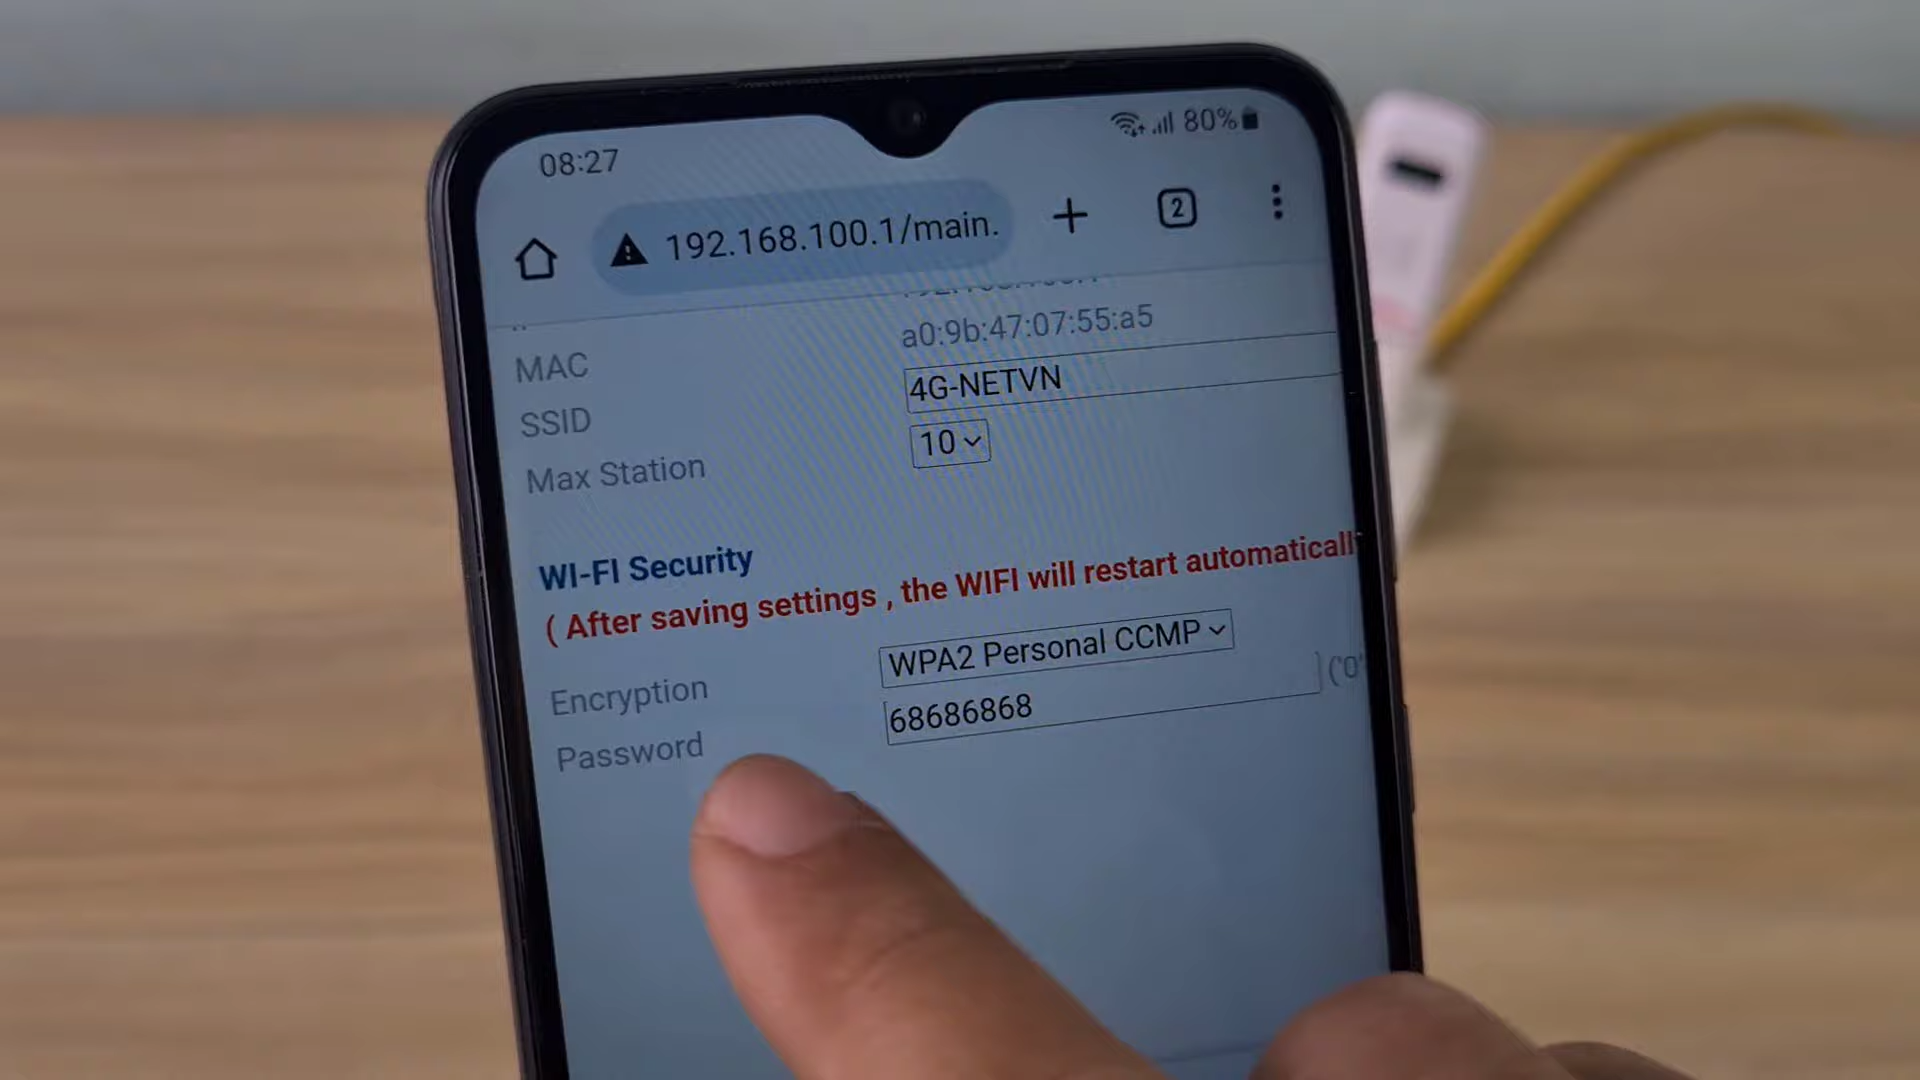 08:27
80%
192.168.100.1/main.
2
MAC a0:9b:47:07:55:a5
SSID 4G-NETVN
Max Station 10
WI-FI Security
( After saving settings , the WIFI will restart automaticall
Encryption WPA2 Personal CCMP
Password 68686868 ('0'